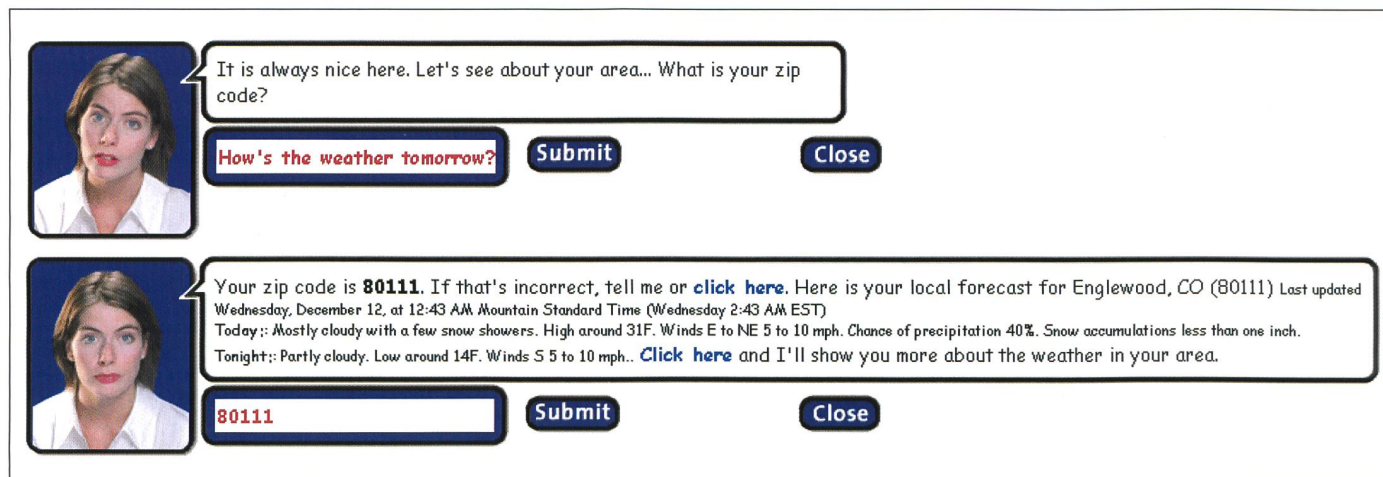 It is always nice here. Let's see about your area... What is your zip
code?
How's the weather tomorrow?
Submit
Close
Your zip code is 80111. If that's incorrect, tell me or click here. Here is your local forecast for Englewood, CO (80111) Last updated
Wednesday, December 12, at 12:43 AM Mountain Standard Time (Wednesday 2:43 AM EST)
Today:: Mostly cloudy with a few snow showers. High around 31F. Winds E to NE 5 to 10 mph. Chance of precipitation 40%. Snow accumulations less than one inch.
Tonight:: Partly cloudy. Low around 14F. Winds S 5 to 10 mph.. Click here and I'll show you more about the weather in your area.
80111
Submit
Close